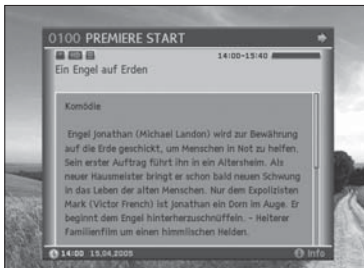 0100 PREMIERE START
14:00-15:40
Ein Engel auf Erden
Komödie
Engel Jonathan (Michael Landon) wird zur Bewährung
auf die Erde geschickt, um Menschen in Not zu helfen.
Sein erster Auftrag führt ihn in ein Altersheim. Als
neuer Hausmeister bringt er schon bald neuen Schwung
in das Leben der alten Menschen. Nur dem Expolizisten
Mark (Victor French) ist Jonathan ein Dorn im Auge. Er
beginnt dem Engel hinterherzuschnüffeln. - Heiterer
Familienfilm um einen himmlischen Helden.
14:00 15.04.2005
Info